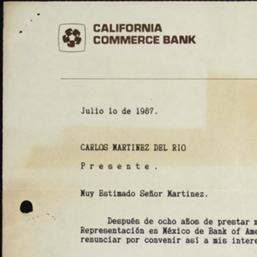 CALIFORNIA
COMMERCE BANK
Julio 1o de 1987.
CARLOS MARTINEZ DEL RIO
P r e s e n t e .
Muy Estimado Señor Martinez.
Después de ocho años de prestar m
Representación en México de Bank of Ame
renunciar por convenir así a mis intere